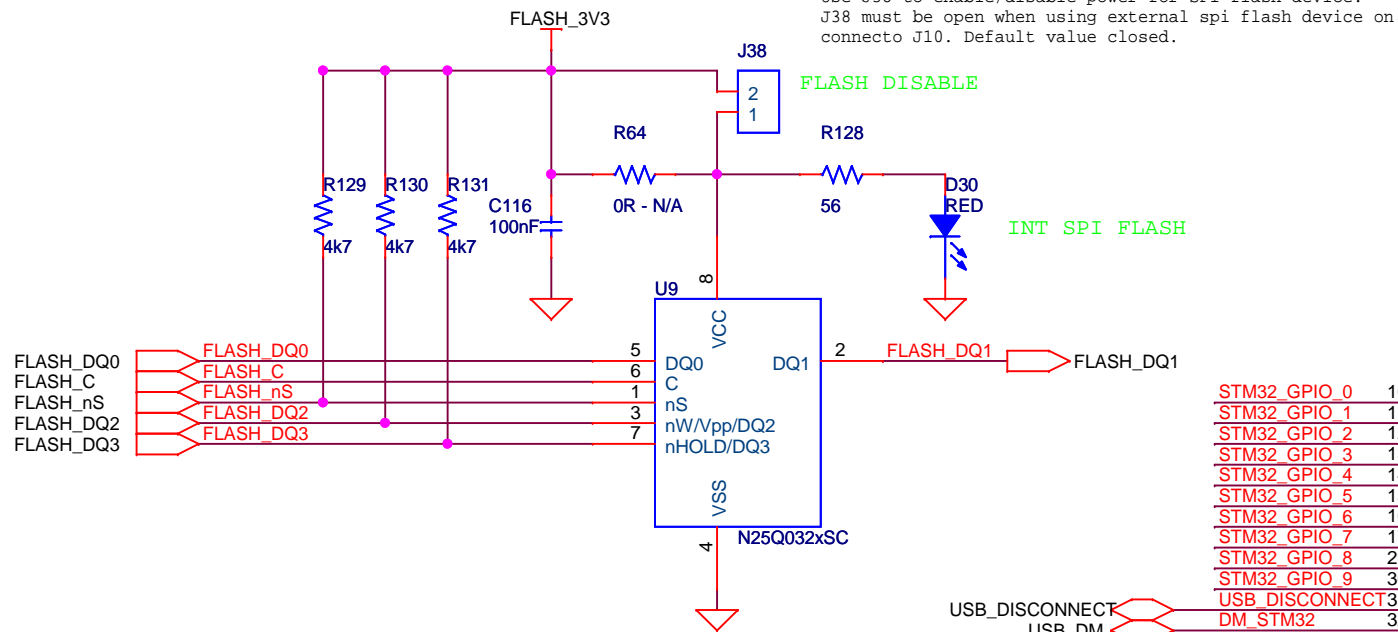 J38 must be open when using external spi flash device on
connecto J10. Default value closed.
FLASH_3V3
J38
2
1
FLASH DISABLE
R64
0R - N/A
R128
56
R129
4k7
R130
4k7
R131
4k7
C116
100nF
D30
RED
INT SPI FLASH
U9
8
VCC
FLASH_DQ0 FLASH_DQ0 5 DQ0
FLASH_C FLASH_C 6 C
FLASH_nS FLASH_nS 1 nS
FLASH_DQ2 FLASH_DQ2 3 nW/Vpp/DQ2
FLASH_DQ3 FLASH_DQ3 7 nHOLD/DQ3
DQ1 2 FLASH_DQ1 FLASH_DQ1
VSS
4
N25Q032xSC
STM32_GPIO_0
STM32_GPIO_1
STM32_GPIO_2
STM32_GPIO_3
STM32_GPIO_4
STM32_GPIO_5
STM32_GPIO_6
STM32_GPIO_7
STM32_GPIO_8
STM32_GPIO_9
USB_DISCONNECT USB_DISCONNECT
USB_DM DM_STM32